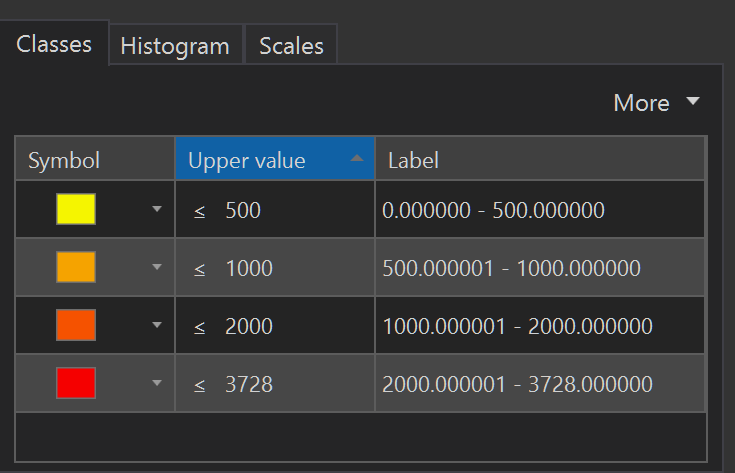 Classes Histogram Scales
More
Symbol Upper value Label
≤ 500 0.000000 - 500.000000
≤ 1000 500.000001 - 1000.000000
≤ 2000 1000.000001 - 2000.000000
≤ 3728 2000.000001 - 3728.000000